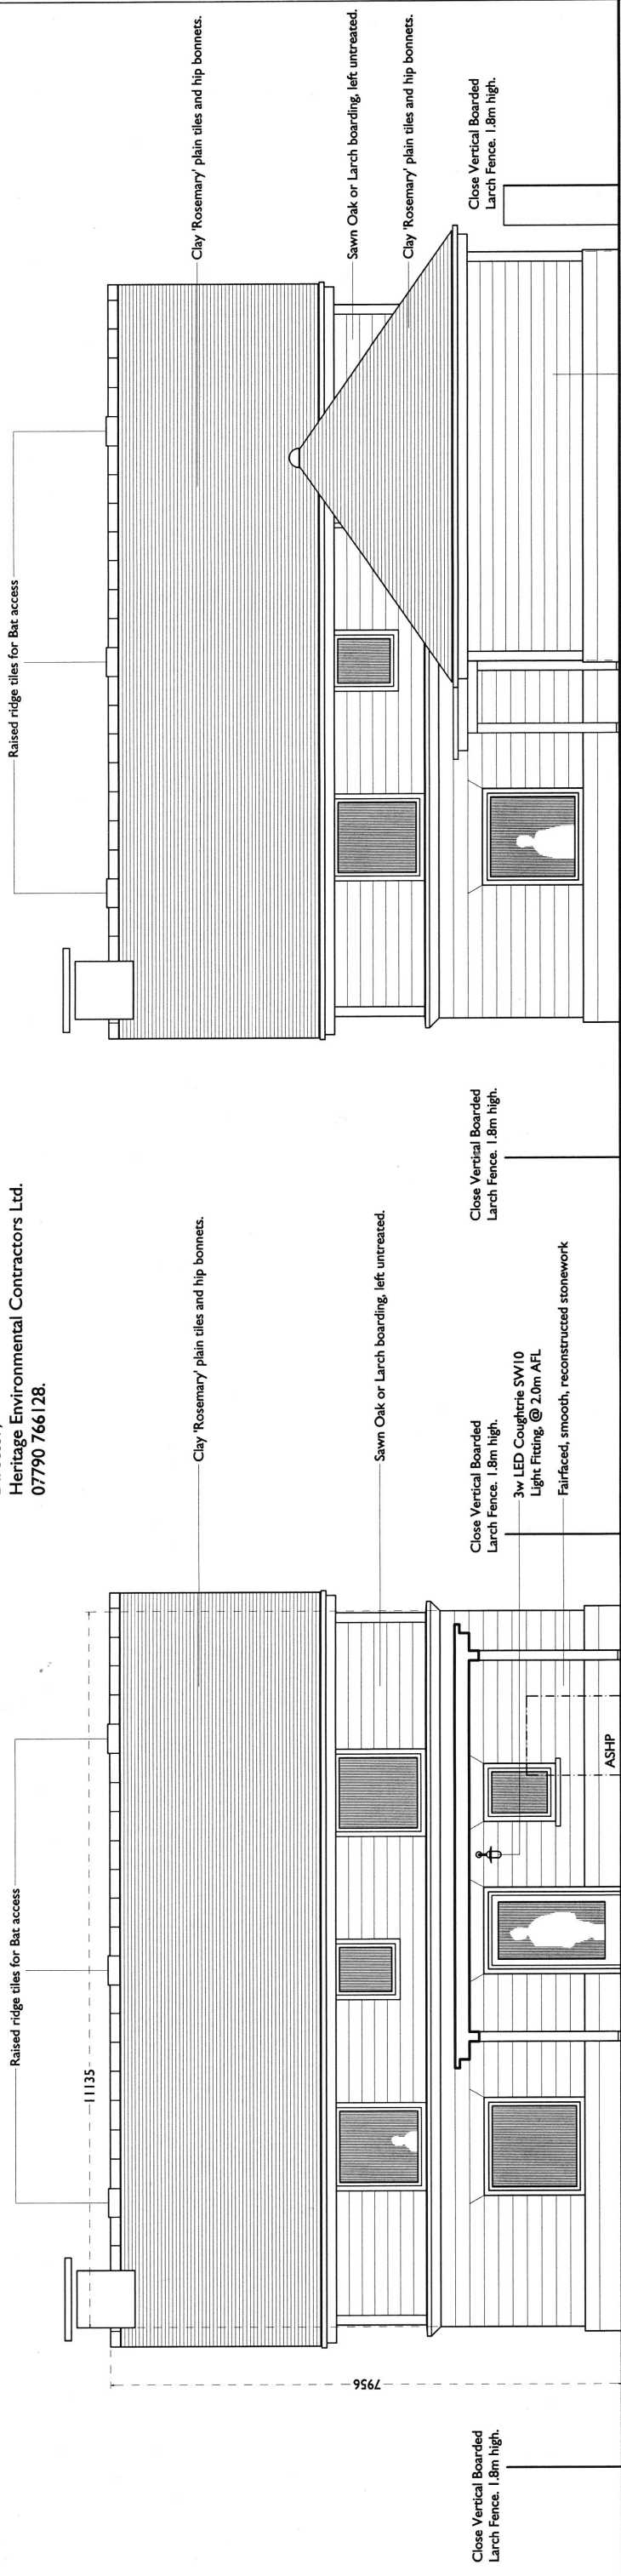 Heritage Environmental Contractors Ltd.
07790 766128.
Raised ridge tiles for Bat access
11135
7956
Clay 'Rosemary' plain tiles and hip bonnets.
Sawn Oak or Larch boarding, left untreated.
Close Vertical Boarded
Larch Fence. 1.8m high.
Close Vertical Boarded
Larch Fence. 1.8m high.
3w LED Coughtrie SW10
Light Fitting, @ 2.0m AFL
Fairfaced, smooth, reconstructed stonework
ASHP
Raised ridge tiles for Bat access
Clay 'Rosemary' plain tiles and hip bonnets.
Sawn Oak or Larch boarding, left untreated.
Clay 'Rosemary' plain tiles and hip bonnets.
Close Vertical Boarded
Larch Fence. 1.8m high.
Close Vertical Boarded
Larch Fence. 1.8m high.